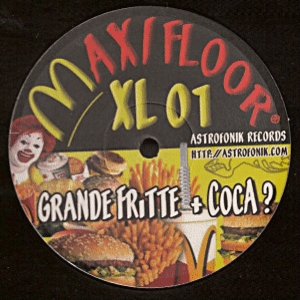 MAXIFLOOR®
XL 01
ASTROFONIK RECORDS
HTTP://ASTROFONIK.COM
GRANDE FRITTE + COCA ?